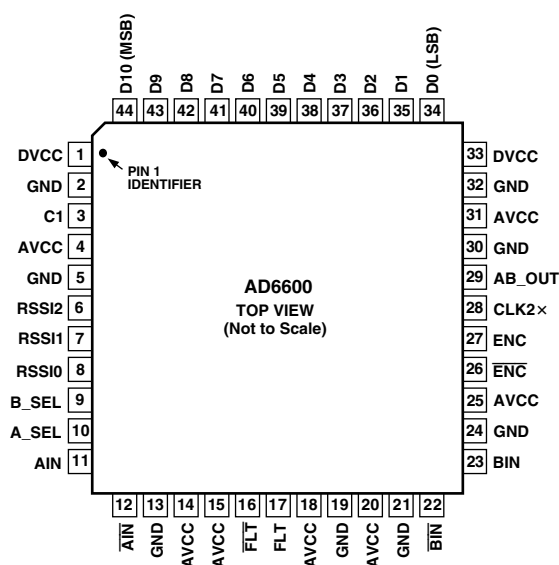 D10 (MSB)
D9
D8
D7
D6
D5
D4
D3
D2
D1
D0 (LSB)
44 43 42 41 40 39 38 37 36 35 34
DVCC 1
GND 2
C1 3
AVCC 4
GND 5
RSSI2 6
RSSI1 7
RSSI0 8
B_SEL 9
A_SEL 10
AIN 11
PIN 1
IDENTIFIER
AD6600
TOP VIEW
(Not to Scale)
33 DVCC
32 GND
31 AVCC
30 GND
29 AB_OUT
28 CLK2×
27 ENC
26 E̅N̅C̅
25 AVCC
24 GND
23 BIN
12 13 14 15 16 17 18 19 20 21 22
A̅I̅N̅
GND
AVCC
AVCC
F̅L̅T̅
FLT
AVCC
GND
AVCC
GND
B̅I̅N̅